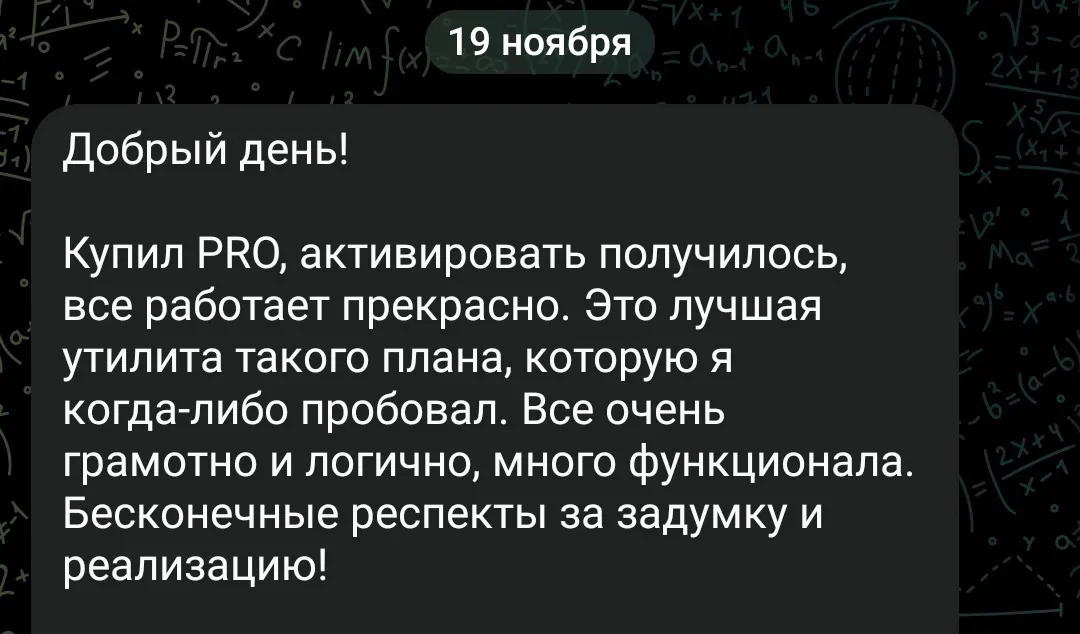 19 ноября
Добрый день!
Купил PRO, активировать получилось,
все работает прекрасно. Это лучшая
утилита такого плана, которую я
когда-либо пробовал. Все очень
грамотно и логично, много функционала.
Бесконечные респекты за задумку и
реализацию!